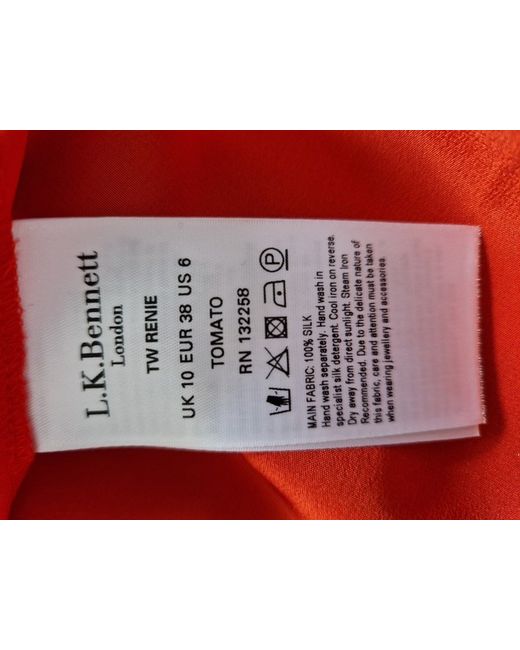 L.K.Bennett
London
TW RENIE
UK 10 EUR 38 US 6
TOMATO
RN 132258
P
MAIN FABRIC: 100% SILK
Hand wash separately. Hand wash in
specialist silk detergent. Cool iron on reverse.
Dry away from direct sunlight. Steam Iron
Recommended. Due to the delicate nature of
this fabric, care and attention must be taken
when wearing jewellery and accessories.